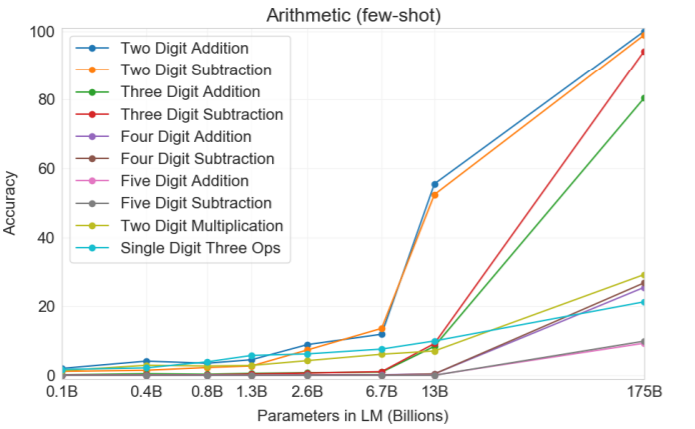 Arithmetic (few-shot)
100
80
60
40
20
0
Accuracy
Two Digit Addition
Two Digit Subtraction
Three Digit Addition
Three Digit Subtraction
Four Digit Addition
Four Digit Subtraction
Five Digit Addition
Five Digit Subtraction
Two Digit Multiplication
Single Digit Three Ops
0.1B 0.4B 0.8B 1.3B 2.6B 6.7B 13B 175B
Parameters in LM (Billions)